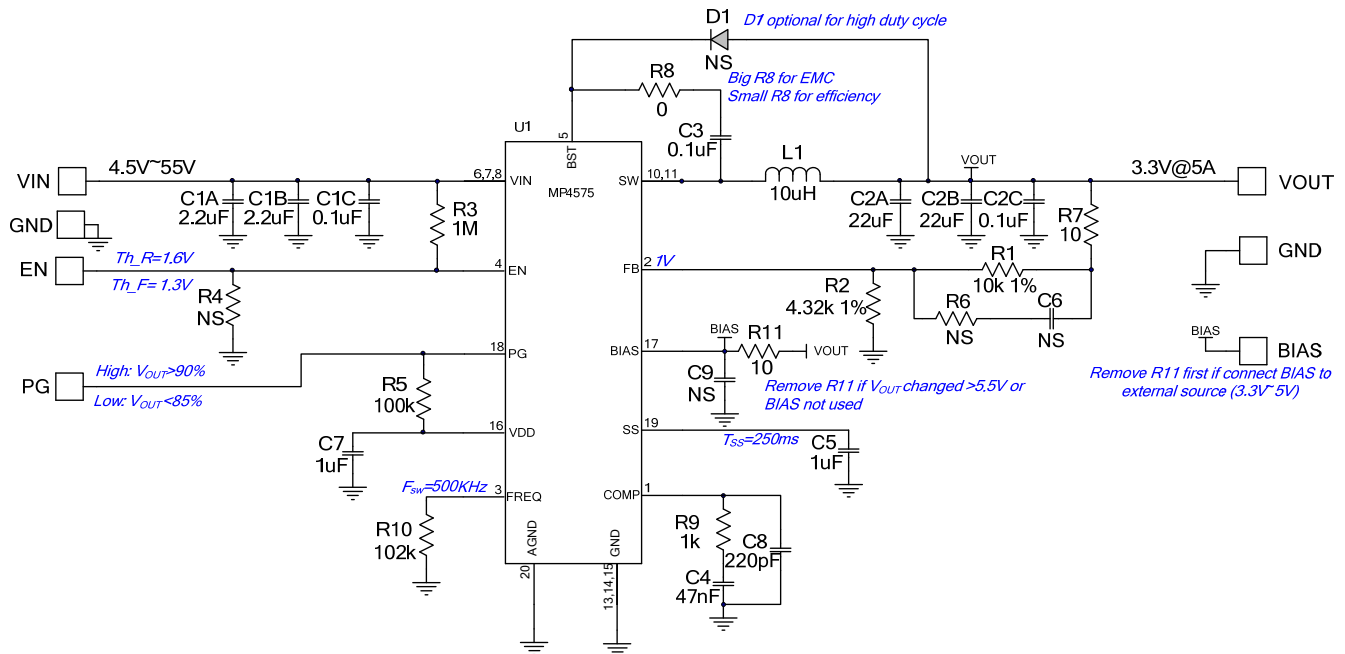 D1
D1 optional for high duty cycle
NS
R8
0
Big R8 for EMC
Small R8 for efficiency
U1
5
BST
C3
0.1uF
L1
10uH
VOUT
VIN
4.5V~55V
6,7,8
VIN
MP4575
SW
10,11
3.3V@5A
VOUT
C1A
2.2uF
C1B
2.2uF
C1C
0.1uF
R3
1M
C2A
22uF
C2B
22uF
C2C
0.1uF
R7
10
GND
EN
Th_R=1.6V
Th_F= 1.3V
4
EN
FB
2
1V
R1
10k 1%
GND
R4
NS
R2
4.32k 1%
R6
NS
C6
NS
18
PG
BIAS
17
BIAS
R11
10
VOUT
BIAS
BIAS
PG
High: VOUT>90%
Low: VOUT<85%
R5
100k
C9
NS
Remove R11 if VOUT changed >5.5V or
BIAS not used
Remove R11 first if connect BIAS to
external source (3.3V~5V)
C7
1uF
16
VDD
SS
19
TSS=250ms
C5
1uF
Fsw=500KHz
3
FREQ
COMP
1
R10
102k
R9
1k
C8
220pF
C4
47nF
AGND
GND
20
13,14,15